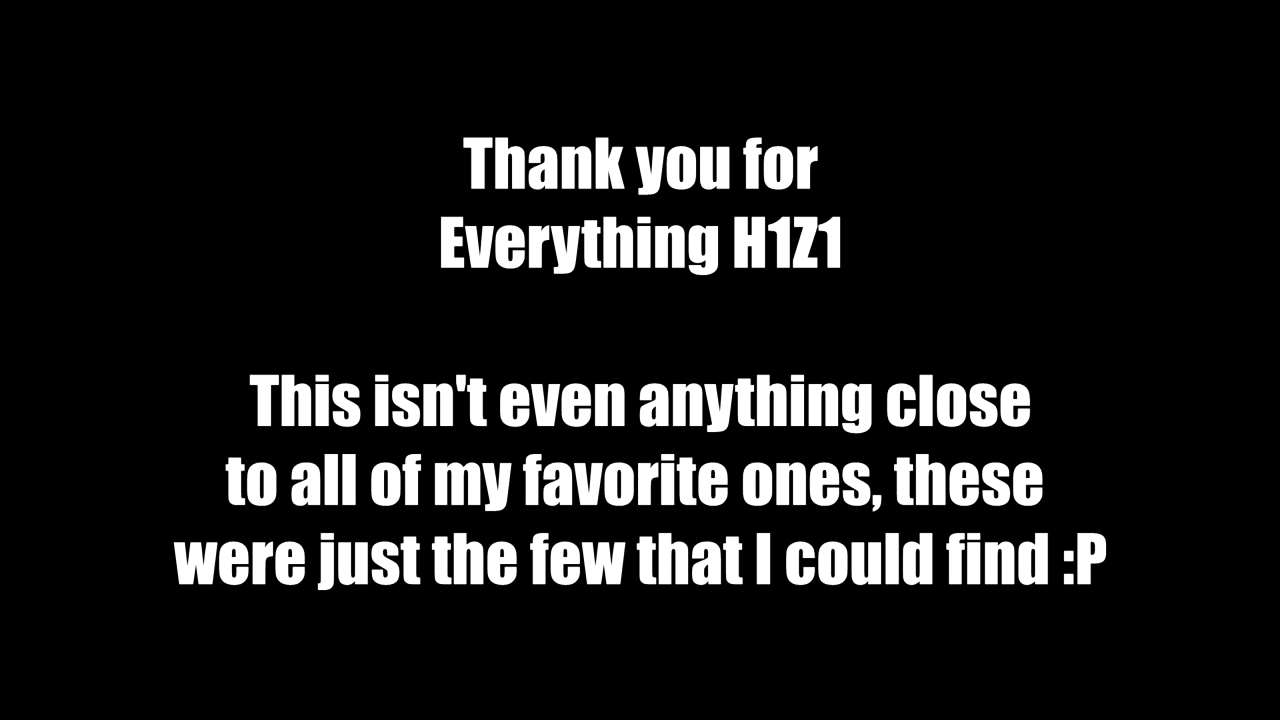 Thank you for
Everything H1Z1
This isn't even anything close
to all of my favorite ones, these
were just the few that I could find :P